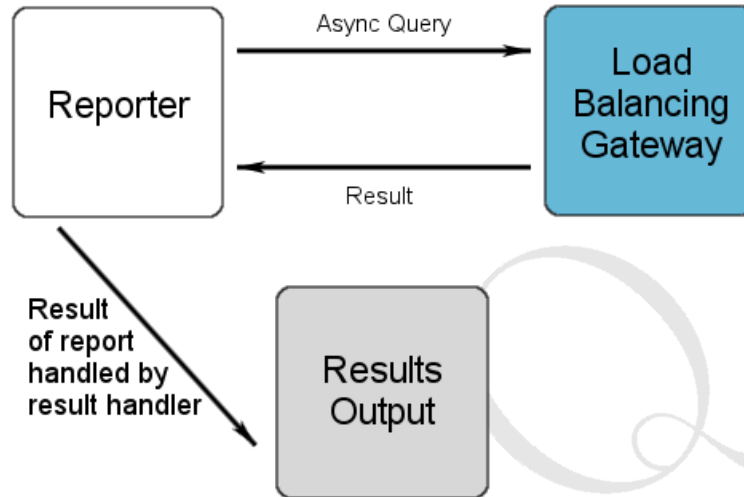 Async Query
Reporter
Load
Balancing
Gateway
Result
Result
of report
handled by
result handler
Results
Output